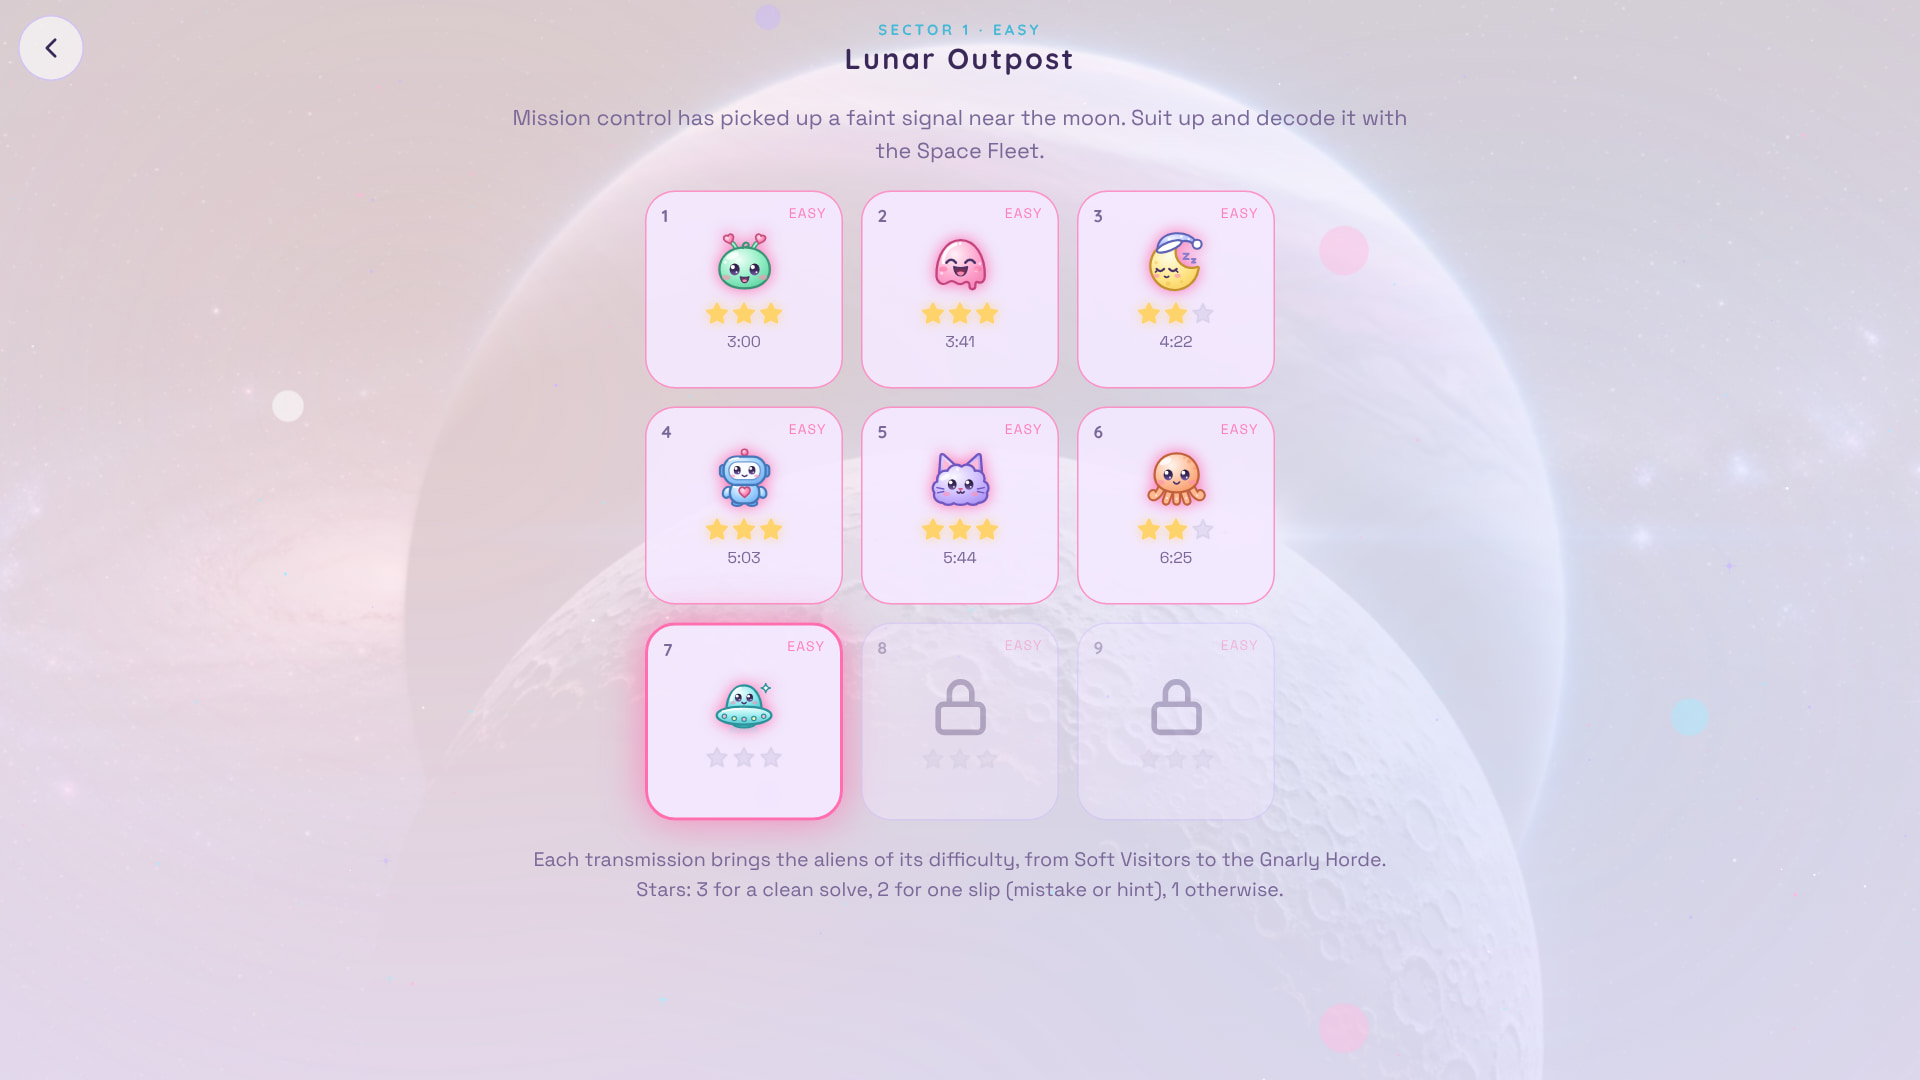 SECTOR 1 · EASY
Lunar Outpost
Mission control has picked up a faint signal near the moon. Suit up and decode it with
the Space Fleet.
1 EASY
3:00
2 EASY
3:41
3 EASY
z z
4:22
4 EASY
5:03
5 EASY
5:44
6 EASY
6:25
7 EASY
8 EASY
9 EASY
Each transmission brings the aliens of its difficulty, from Soft Visitors to the Gnarly Horde.
Stars: 3 for a clean solve, 2 for one slip (mistake or hint), 1 otherwise.